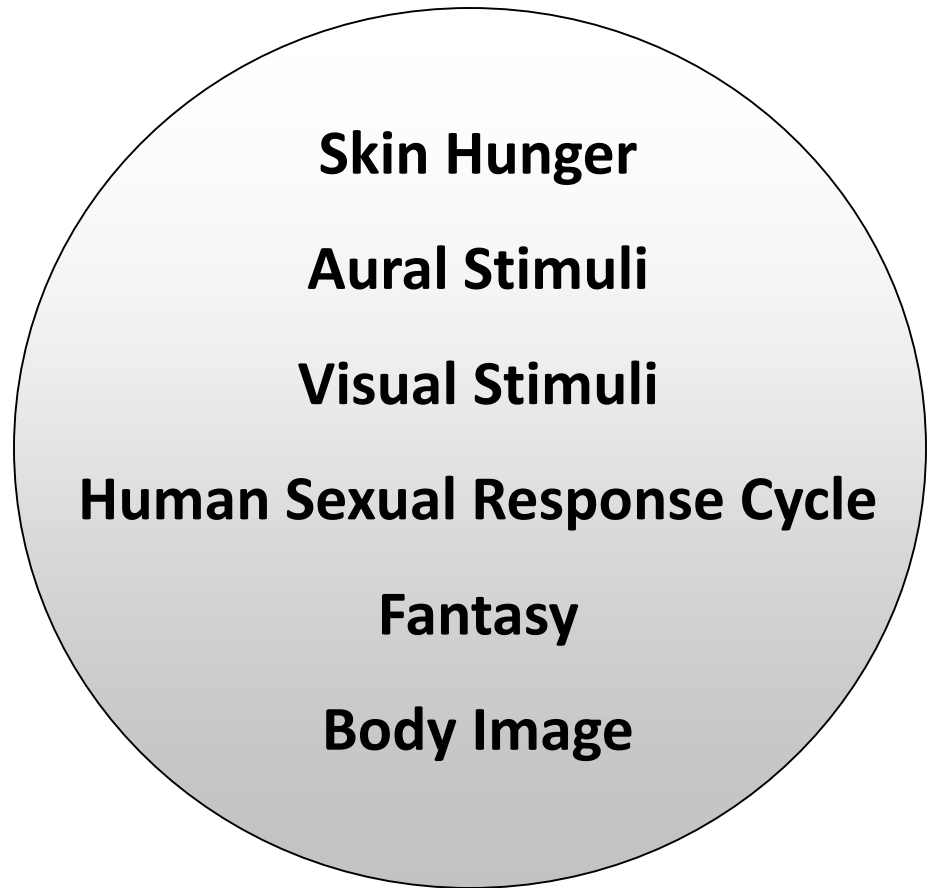 Skin Hunger
Aural Stimuli
Visual Stimuli
Human Sexual Response Cycle
Fantasy
Body Image